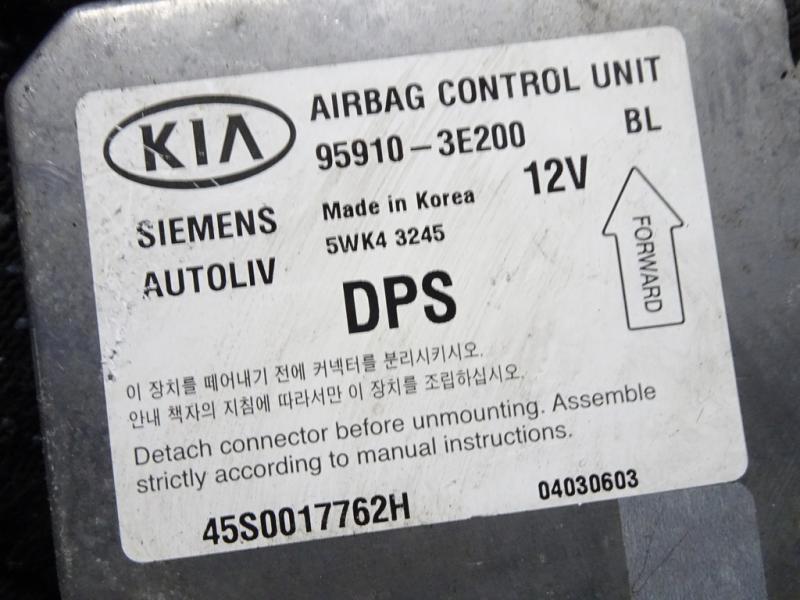 KIA
AIRBAG CONTROL UNIT
95910-3E200
BL
12V
SIEMENS
AUTOLIV
Made in Korea
5WK4 3245
FORWARD
DPS
이 장치를 떼어내기 전에 커넥터를 분리시키시오.
안내 책자의 지침에 따라서만 이 장치를 조립하십시오.
Detach connector before unmounting. Assemble
strictly according to manual instructions.
45S0017762H
04030603